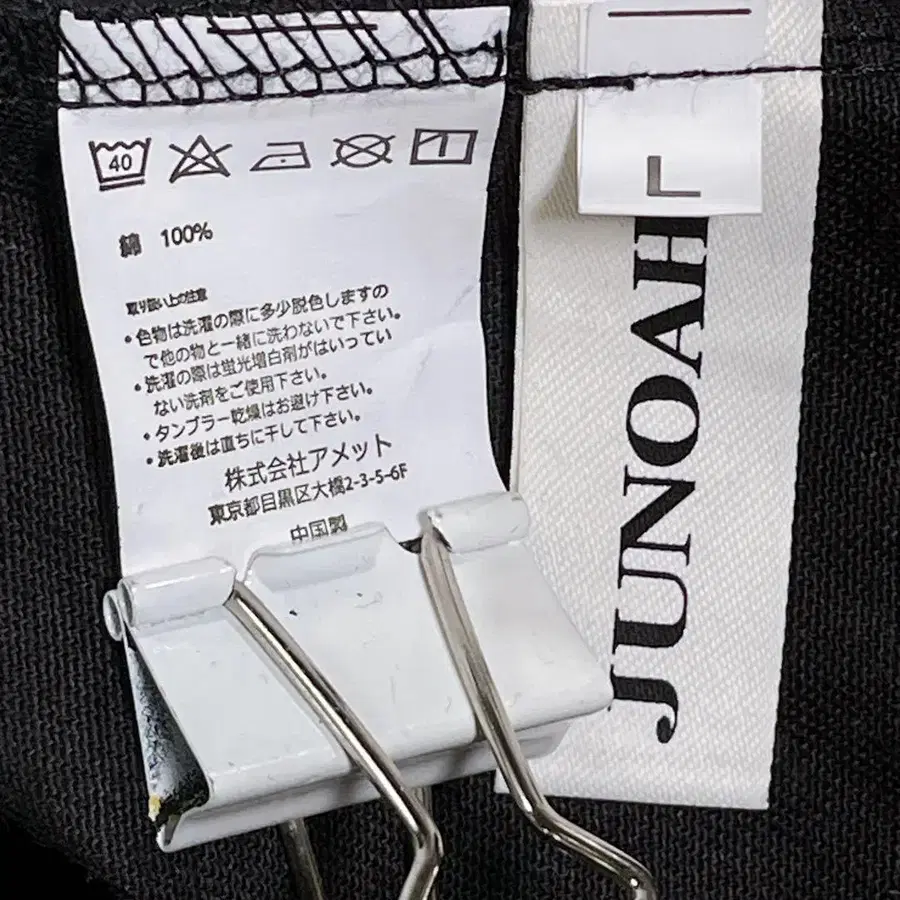 40
綿 100%
取り扱い上の注意
・色物は洗濯の際に多少脱色しますの
で他の物と一緒に洗わないで下さい。
・洗濯の際は蛍光増白剤がはいってい
ない洗剤をご使用下さい。
・タンブラー乾燥はお避け下さい。
・洗濯後は直ちに干して下さい。
株式会社アメット
東京都目黒区大橋2-3-5-6F
中国製
L
JUNOAH